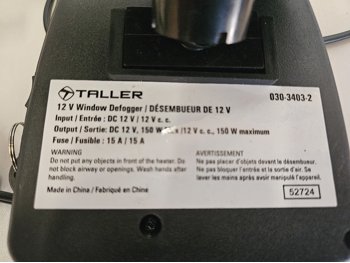 TALLER
030-3403-2
12 V Window Defogger / DÉSEMBUEUR DE 12 V
Input / Entrée : DC 12 V / 12 V c. c.
Output / Sortie: DC 12 V, 150 W /12 V c. c., 150 W maximum
Fuse / Fusible : 15 A / 15 A
WARNING
Do not put any objects in front of the heater. Do
not block airway or openings. Wash hands after
handling.
AVERTISSEMENT
Ne pas placer d'objets devant le désembueur.
Ne pas bloquer l'entrée et la sortie d'air. Se
laver les mains après avoir manipulé l'appareil.
Made in China / Fabriqué en Chine
52724